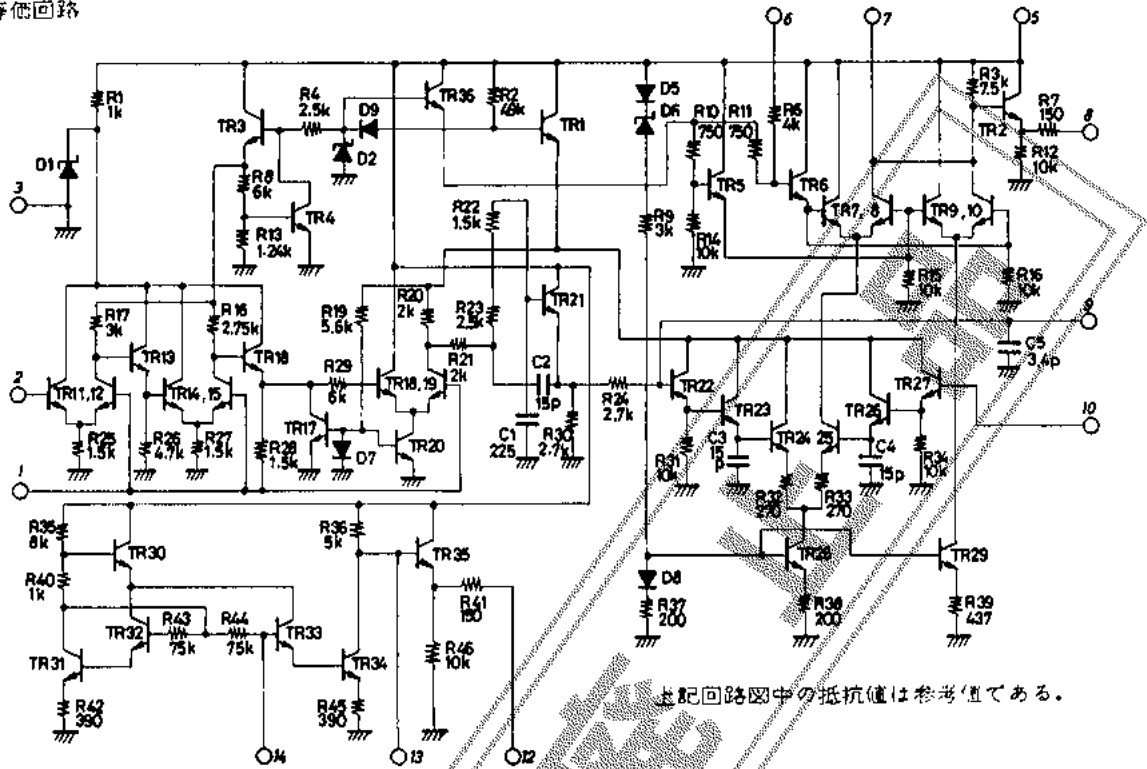 等価回路
6
7
5
R1
1k
D1
3
TR3
R4
2.5k
D9
D2
TR36
R2
48k
TR1
D5
D6
R10
750
R11
750
R6
4k
R3
7.5k
TR2
R7
150
8
R12
10k
R8
6k
TR4
R13
1.24k
R22
1.5k
R9
3k
TR5
R14
10k
TR6
TR7, 8
TR9, 10
R15
10k
R16
10k
9
R17
3k
TR13
R16
2.75k
TR18
R19
5.6k
R20
2k
R23
2.5k
TR21
C5
3.4p
2
TR11,12
TR14, 15
R29
6k
TR18, 19
R21
2k
C2
15p
R24
2.7k
TR22
TR23
TR24
25
TR26
TR27
10
R25
1.5k
R26
4.7k
R27
1.5k
R28
1.5k
TR17
D7
TR20
C1
225
R30
2.7k
R31
10k
C3
15
p
C4
15p
R34
10k
1
R32
270
R33
270
R35
8k
TR30
R36
5k
TR35
TR28
TR29
R40
1k
R41
150
D8
R37
200
R38
200
R39
437
TR32
R43
75k
R44
75k
TR33
TR31
TR34
R46
10k
R42
390
R45
390
上記回路図中の抵抗値は参考値である。
14
13
12